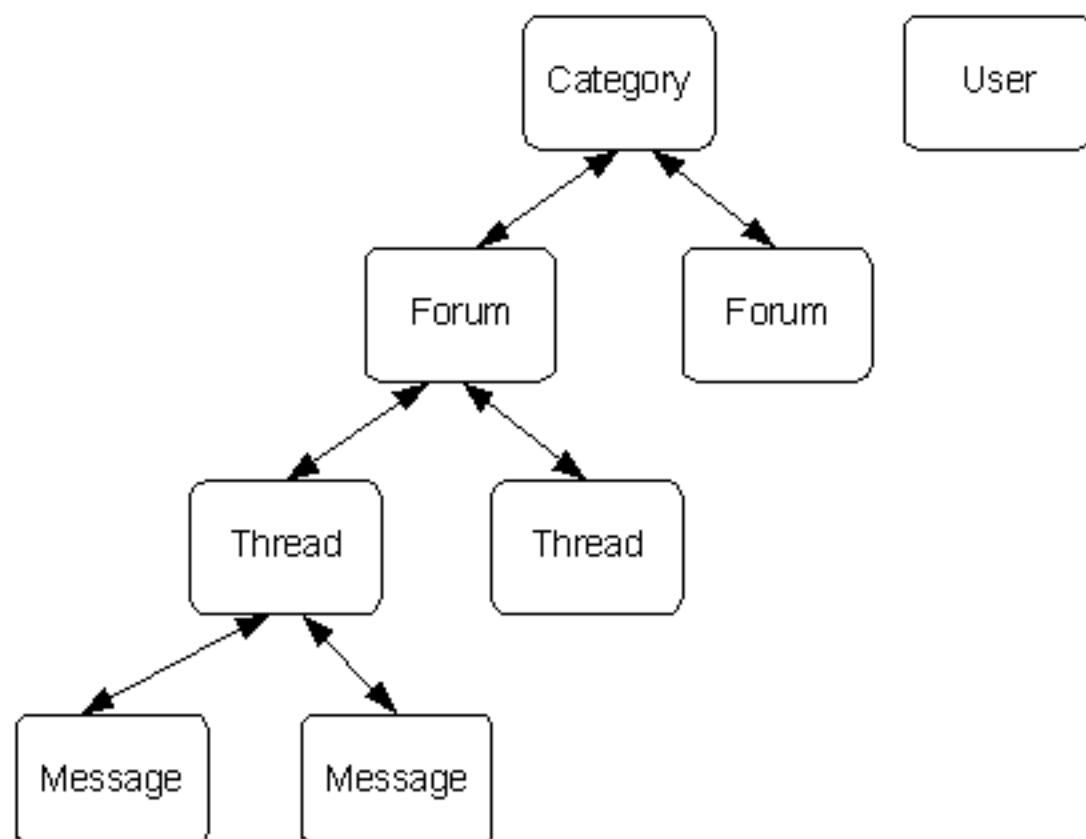 Category
User
Forum
Forum
Thread
Thread
Message
Message